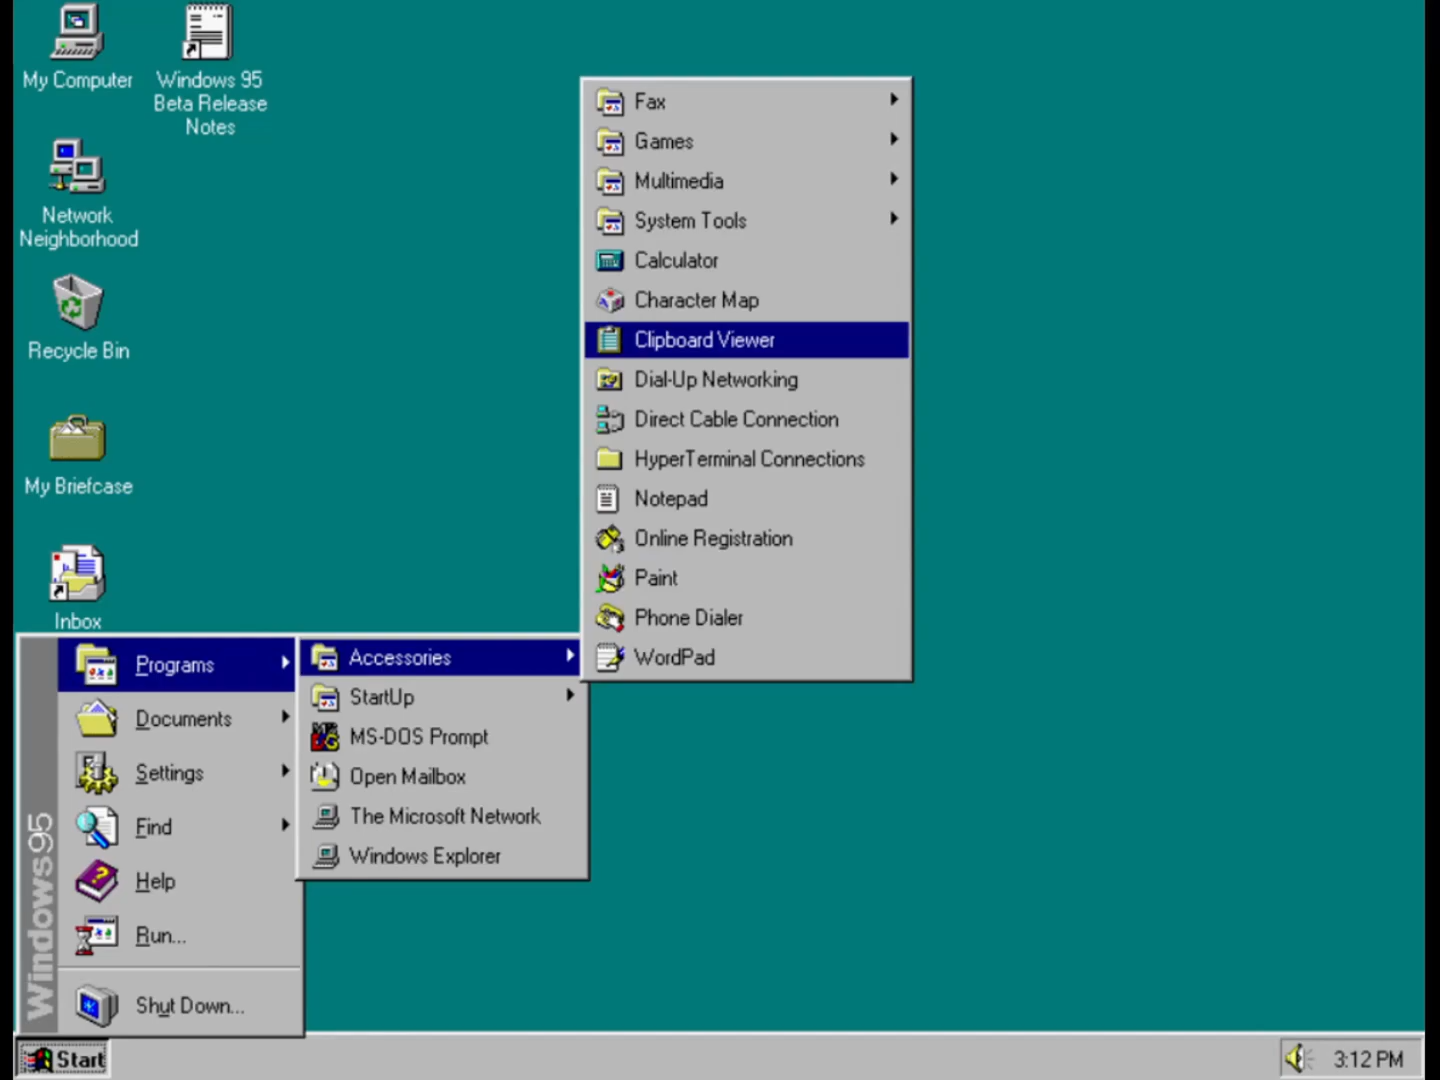 My Computer
Windows 95
Beta Release
Notes
Network
Neighborhood
Recycle Bin
My Briefcase
Inbox
Fax
Games
Multimedia
System Tools
Calculator
Character Map
Clipboard Viewer
Dial-Up Networking
Direct Cable Connection
HyperTerminal Connections
Notepad
Online Registration
Paint
Phone Dialer
WordPad
Programs
Documents
Settings
Find
Help
Run...
Shut Down...
Windows95
Accessories
StartUp
MS-DOS Prompt
Open Mailbox
The Microsoft Network
Windows Explorer
Start
3:12 PM